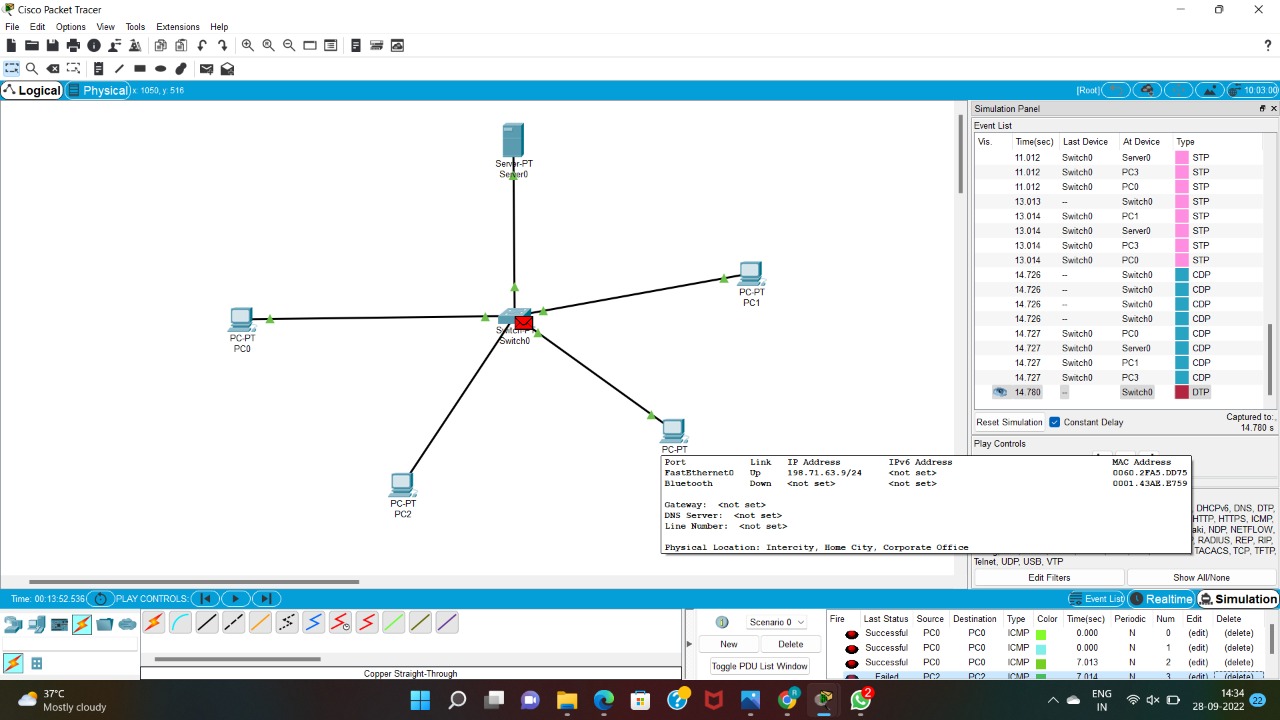 Cisco Packet Tracer
File Edit Options View Tools Extensions Help
?
Logical Physical x: 1050, y: 516 [Root] 10:03:00
Simulation Panel
Event List
Vis. Time(sec) Last Device At Device Type
11.012 Switch0 Server0 STP
11.012 Switch0 PC3 STP
11.012 Switch0 PC0 STP
13.013 -- Switch0 STP
13.014 Switch0 PC1 STP
13.014 Switch0 Server0 STP
13.014 Switch0 PC3 STP
13.014 Switch0 PC0 STP
14.726 -- Switch0 CDP
14.726 -- Switch0 CDP
14.726 -- Switch0 CDP
14.726 -- Switch0 CDP
14.727 Switch0 PC0 CDP
14.727 Switch0 Server0 CDP
14.727 Switch0 PC1 CDP
14.727 Switch0 PC3 CDP
14.780 -- Switch0 DTP
Reset Simulation Constant Delay Captured to:
14.780 s
Play Controls
Server-PT
Server0
PC-PT
PC1
PC-PT
PC0
Switch0
PC-PT
PC-PT
PC2
Port Link IP Address IPv6 Address MAC Address
FastEthernet0 Up 198.71.63.9/24 <not set> 0060.2FA5.DD75
Bluetooth Down <not set> <not set> 0001.43AE.E759
Gateway: <not set>
DNS Server: <not set>
Line Number: <not set>
Physical Location: Intercity, Home City, Corporate Office
, DHCPv6, DNS, DTP,
HTTP, HTTPS, ICMP,
NDP, NETFLOW,
RADIUS, REP, RIP,
TACACS, TCP, TFTP,
Telnet, UDP, USB, VTP
Edit Filters Show All/None
Time: 00:13:52.536 PLAY CONTROLS: Event List Realtime Simulation
Scenario 0
New Delete
Toggle PDU List Window
Fire Last Status Source Destination Type Color Time(sec) Periodic Num Edit Delete
Successful PC0 PC0 ICMP 0.000 N 0 (edit) (delete)
Successful PC0 PC0 ICMP 0.000 N 1 (edit) (delete)
Successful PC0 PC0 ICMP 7.013 N 2 (edit) (delete)
Failed PC2 PC0 ICMP 7.014 N 3 (edit) (delete)
Copper Straight-Through
37°C
Mostly cloudy
R
2
ENG
IN
14:34
28-09-2022
22